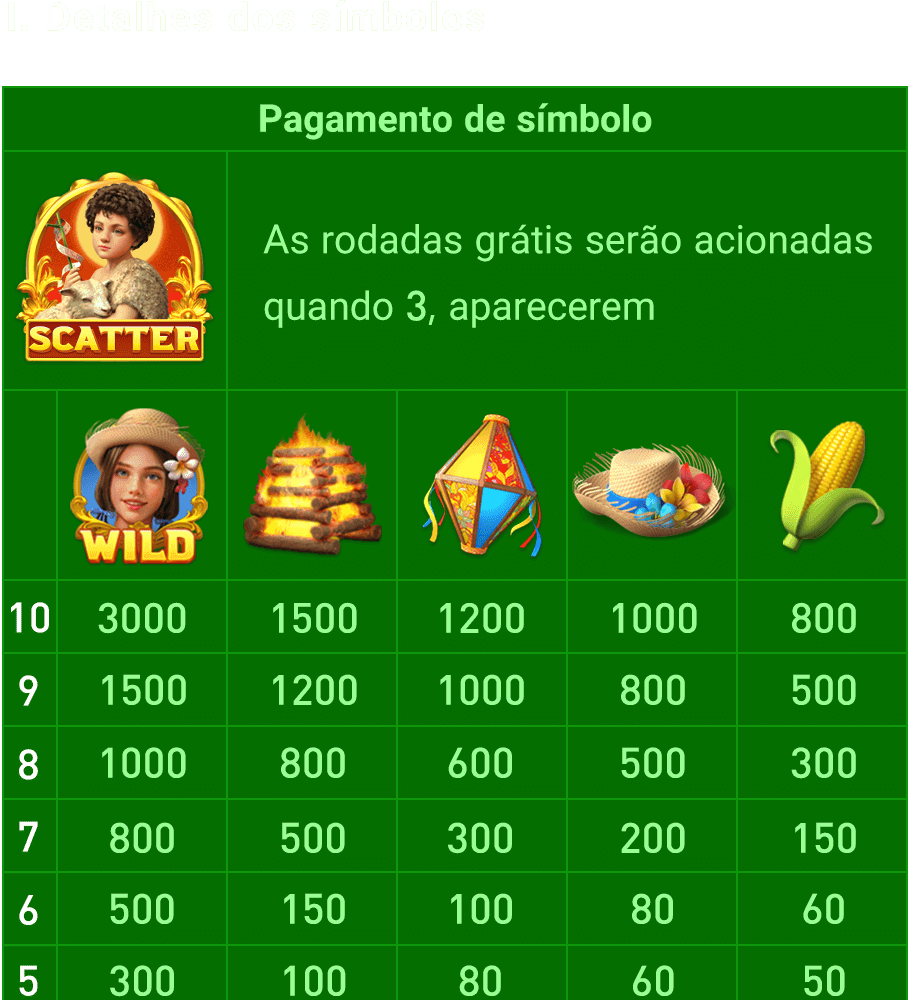 1. Detalhes dos símbolos
Pagamento de símbolo
SCATTER
As rodadas grátis serão acionadas
quando 3, aparecerem
WILD
10 3000 1500 1200 1000 800
9 1500 1200 1000 800 500
8 1000 800 600 500 300
7 800 500 300 200 150
6 500 150 100 80 60
5 300 100 80 60 50